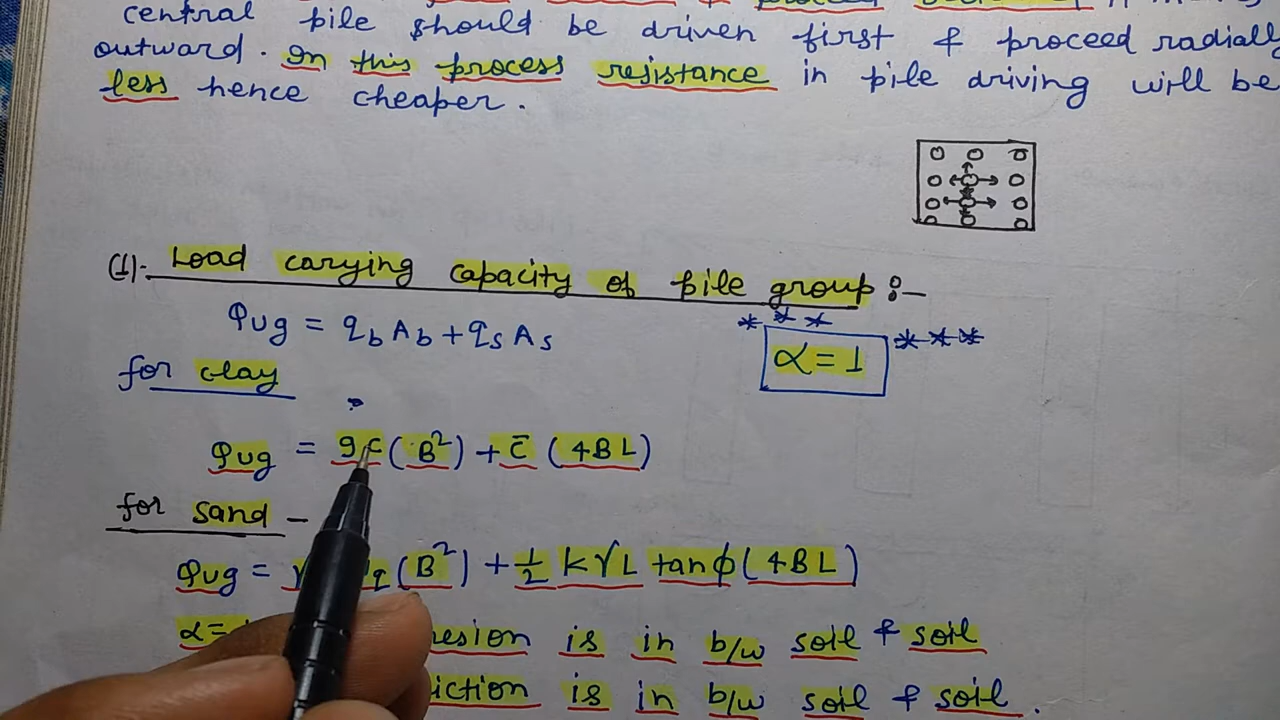 central pile should be driven first & proceed radially
outward. In this process resistance in pile driving will be
less hence cheaper.
(1). Load carying capacity of pile group :-
Qug = qb Ab + qs As
* * *
α = 1
* * *
for clay
Qug = 9c (B²) + c̄ (4BL)
for sand -
Qug = (B²) + 1/2 kγL tanϕ (4BL)
α= is in b/w soil & soil
is in b/w soil & soil.